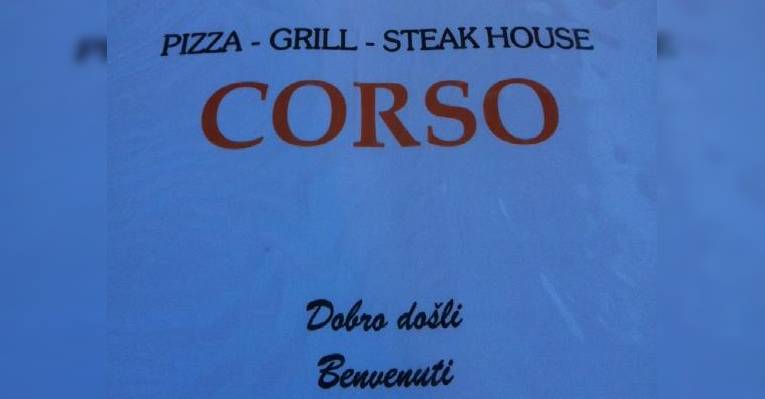 PIZZA - GRILL - STEAK HOUSE
CORSO
Dobro došli
Benvenuti